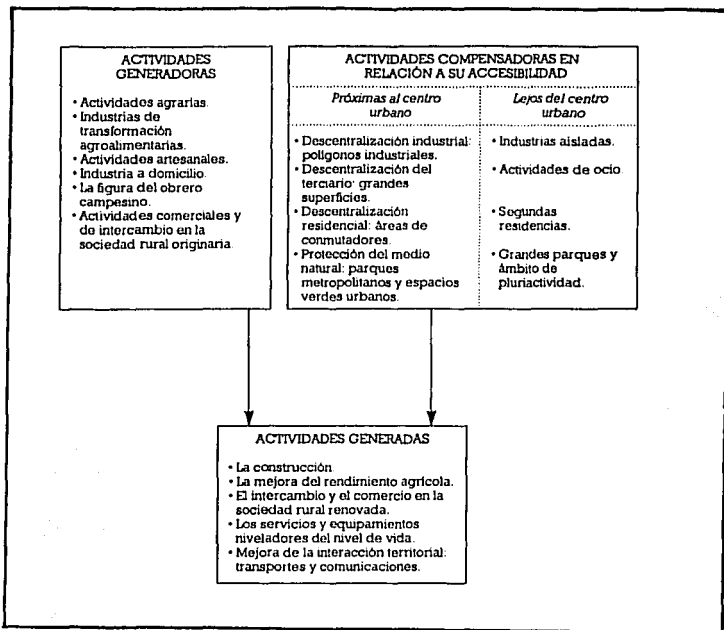 ACTIVIDADES
GENERADORAS
• Actividades agrarias.
• Industrias de
transformación
agroalimentarias.
• Actividades artesanales.
• Industria a domicilio.
• La figura del obrero
campesino.
• Actividades comerciales y
de intercambio en la
sociedad rural originaria.
ACTIVIDADES COMPENSADORAS EN
RELACIÓN A SU ACCESIBILIDAD
Próximas al centro
urbano
• Descentralización industrial:
polígonos industriales.
• Descentralización del
terciario: grandes
superficies.
• Descentralización
residencial: áreas de
conmutadores.
• Protección del medio
natural: parques
metropolitanos y espacios
verdes urbanos.
Lejos del centro
urbano
• Industrias aisladas.
• Actividades de ocio.
• Segundas
residencias.
• Grandes parques y
ámbito de
pluriactividad.
ACTIVIDADES GENERADAS
• La construcción.
• La mejora del rendimiento agrícola.
• El intercambio y el comercio en la
sociedad rural renovada.
• Los servicios y equipamientos
niveladores del nivel de vida.
• Mejora de la interacción territorial:
transportes y comunicaciones.